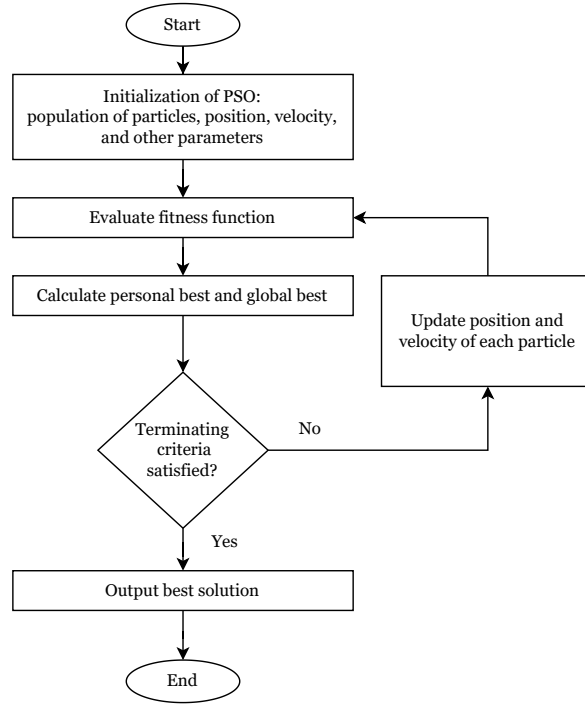 Start
Initialization of PSO:
population of particles, position, velocity,
and other parameters
Evaluate fitness function
Calculate personal best and global best
Update position and
velocity of each particle
Terminating
criteria
satisfied?
No
Yes
Output best solution
End